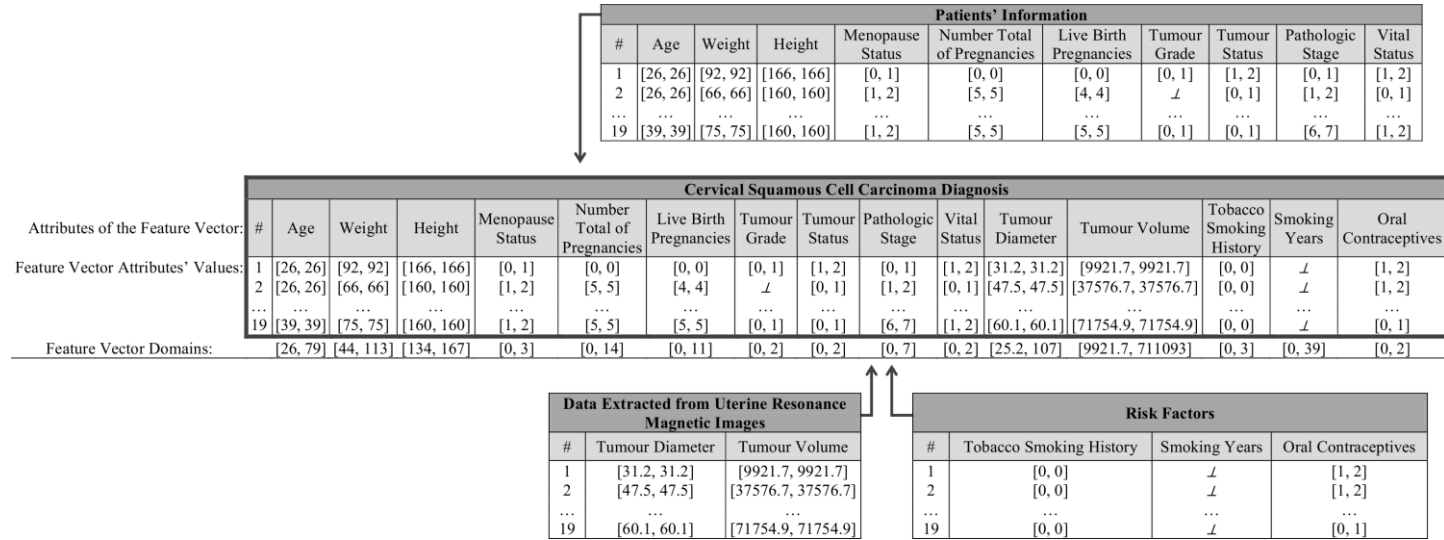 Patients' Information
# Age Weight Height Menopause Status Number Total of Pregnancies Live Birth Pregnancies Tumour Grade Tumour Status Pathologic Stage Vital Status
1 [26, 26] [92, 92] [166, 166] [0, 1] [0, 0] [0, 0] [0, 1] [1, 2] [0, 1] [1, 2]
2 [26, 26] [66, 66] [160, 160] [1, 2] [5, 5] [4, 4] ⊥ [0, 1] [1, 2] [0, 1]
... ... ... ... ... ... ... ... ... ... ...
19 [39, 39] [75, 75] [160, 160] [1, 2] [5, 5] [5, 5] [0, 1] [0, 1] [6, 7] [1, 2]
Cervical Squamous Cell Carcinoma Diagnosis
Attributes of the Feature Vector: # Age Weight Height Menopause Status Number Total of Pregnancies Live Birth Pregnancies Tumour Grade Tumour Status Pathologic Stage Vital Status Tumour Diameter Tumour Volume Tobacco Smoking History Smoking Years Oral Contraceptives
Feature Vector Attributes' Values: 1 [26, 26] [92, 92] [166, 166] [0, 1] [0, 0] [0, 0] [0, 1] [1, 2] [0, 1] [1, 2] [31.2, 31.2] [9921.7, 9921.7] [0, 0] ⊥ [1, 2]
2 [26, 26] [66, 66] [160, 160] [1, 2] [5, 5] [4, 4] ⊥ [0, 1] [1, 2] [0, 1] [47.5, 47.5] [37576.7, 37576.7] [0, 0] ⊥ [1, 2]
... ... ... ... ... ... ... ... ... ... ... ... ... ... ... ...
19 [39, 39] [75, 75] [160, 160] [1, 2] [5, 5] [5, 5] [0, 1] [0, 1] [6, 7] [1, 2] [60.1, 60.1] [71754.9, 71754.9] [0, 0] ⊥ [0, 1]
Feature Vector Domains: [26, 79] [44, 113] [134, 167] [0, 3] [0, 14] [0, 11] [0, 2] [0, 2] [0, 7] [0, 2] [25.2, 107] [9921.7, 711093] [0, 3] [0, 39] [0, 2]
Data Extracted from Uterine Resonance
Magnetic Images
# Tumour Diameter Tumour Volume
1 [31.2, 31.2] [9921.7, 9921.7]
2 [47.5, 47.5] [37576.7, 37576.7]
... ... ...
19 [60.1, 60.1] [71754.9, 71754.9]
Risk Factors
# Tobacco Smoking History Smoking Years Oral Contraceptives
1 [0, 0] ⊥ [1, 2]
2 [0, 0] ⊥ [1, 2]
... ... ... ...
19 [0, 0] ⊥ [0, 1]